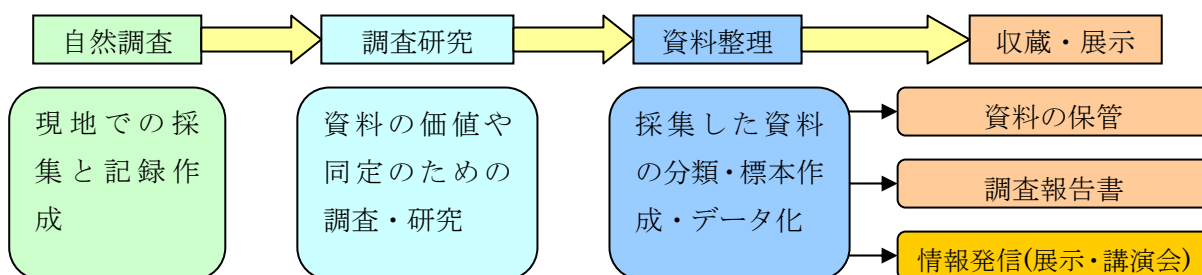 自然調査
調査研究
資料整理
収蔵・展示
現地での採
集と記録作
成
資料の価値や
同定のための
調査・研究
採集した資料
の分類・標本作
成・データ化
資料の保管
調査報告書
情報発信(展示・講演会)